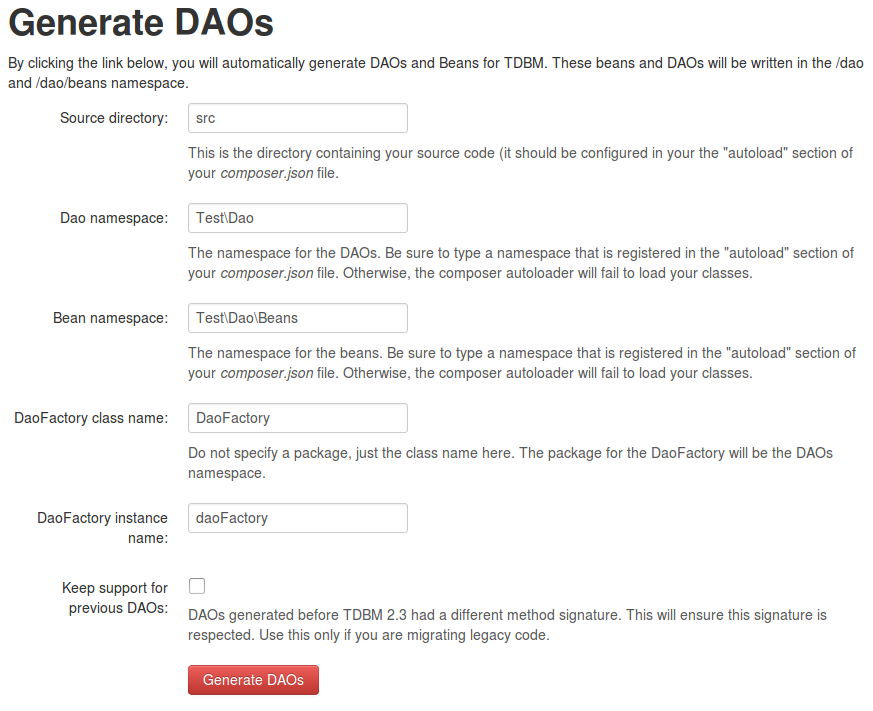 Generate DAOs
By clicking the link below, you will automatically generate DAOs and Beans for TDBM. These beans and DAOs will be written in the /dao
and /dao/beans namespace.
Source directory:
src
This is the directory containing your source code (it should be configured in your the "autoload" section of
your composer.json file.
Dao namespace:
Test\Dao
The namespace for the DAOs. Be sure to type a namespace that is registered in the "autoload" section of
your composer.json file. Otherwise, the composer autoloader will fail to load your classes.
Bean namespace:
Test\Dao\Beans
The namespace for the beans. Be sure to type a namespace that is registered in the "autoload" section of
your composer.json file. Otherwise, the composer autoloader will fail to load your classes.
DaoFactory class name:
DaoFactory
Do not specify a package, just the class name here. The package for the DaoFactory will be the DAOs
namespace.
DaoFactory instance
name:
daoFactory
Keep support for
previous DAOs:
DAOs generated before TDBM 2.3 had a different method signature. This will ensure this signature is
respected. Use this only if you are migrating legacy code.
Generate DAOs